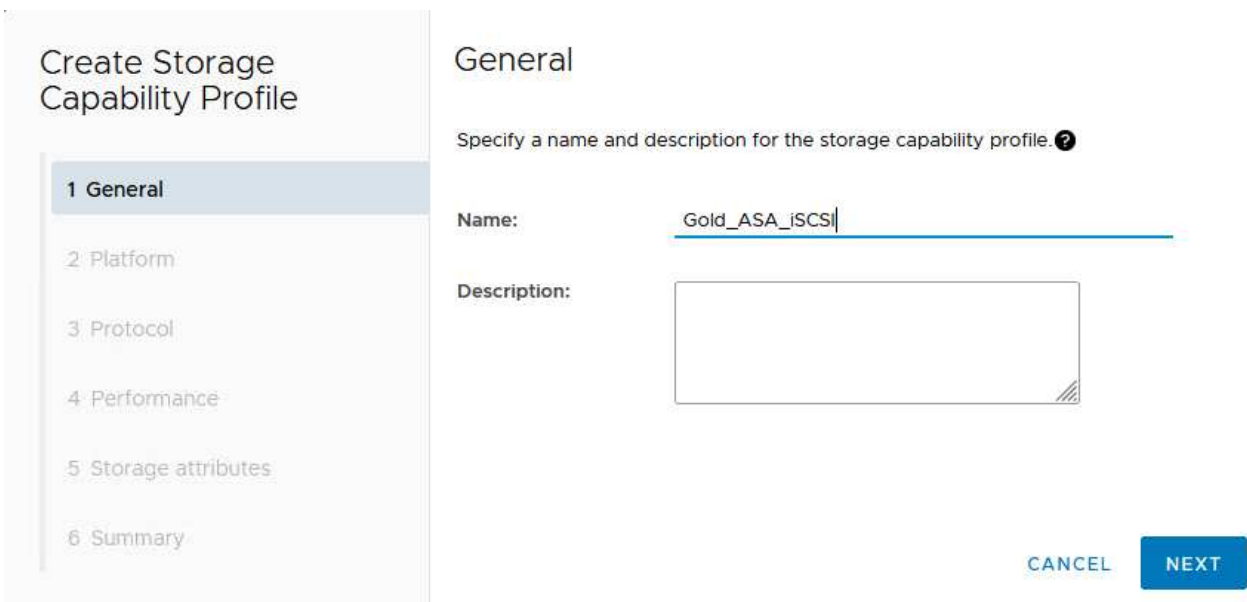 Create Storage
Capability Profile
1 General
2 Platform
3 Protocol
4 Performance
5 Storage attributes
6 Summary
General
Specify a name and description for the storage capability profile. ?
Name: Gold_ASA_iSCSI
Description:
CANCEL NEXT